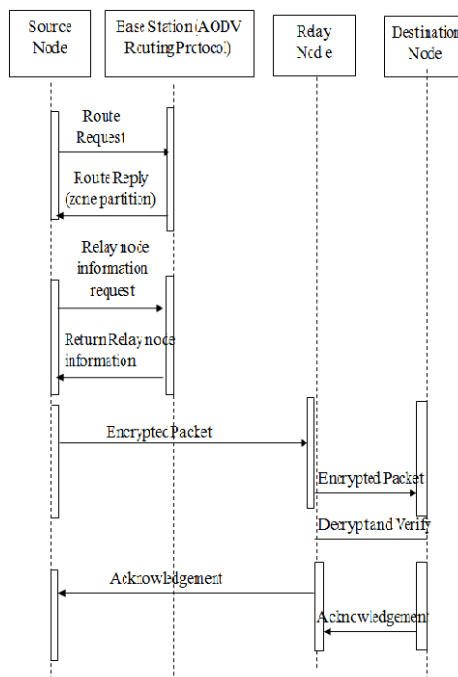 Source
Node
Ease Station (AODV
Routing Protocol)
Relay
Node
Destination
Node
Route
Request
Route Reply
(zone partition)
Relay node
information
request
Return Relay node
information
Encrypted Packet
Encrypted Packet
Decrypt and Verify
Acknowledgement
Acknowledgement